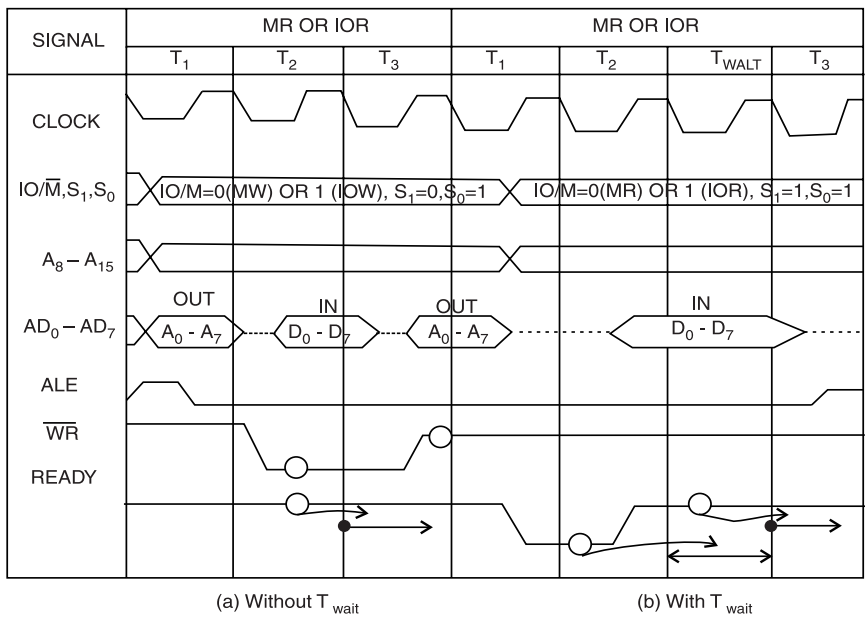 SIGNAL MR OR IOR MR OR IOR
T1 T2 T3 T1 T2 TWALT T3
CLOCK
IO/M̅,S1,S0 IO/M=0(MW) OR 1 (IOW), S1=0,S0=1 IO/M=0(MR) OR 1 (IOR), S1=1,S0=1
A8 – A15
OUT IN OUT IN
AD0 – AD7 A0 - A7 D0 - D7 A0 - A7 D0 - D7
ALE
W̅R̅
READY
(a) Without T wait (b) With T wait